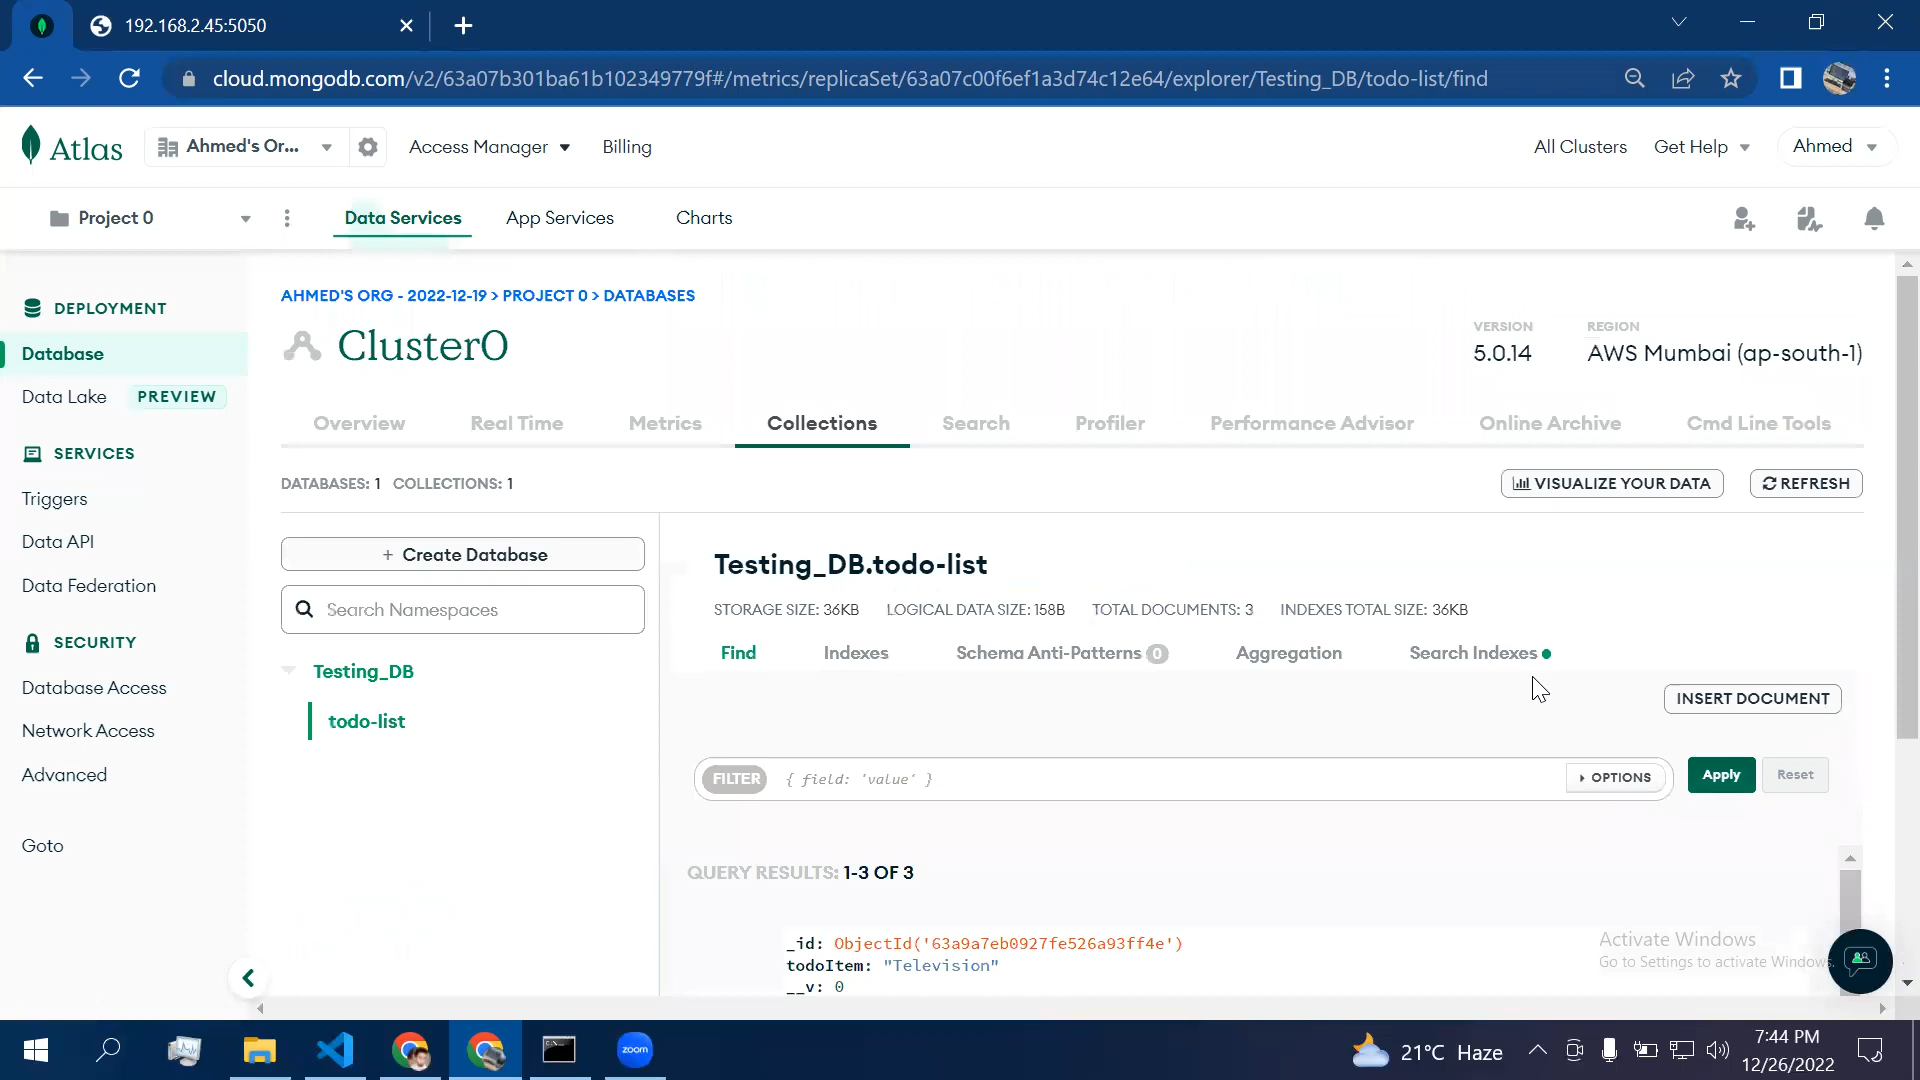 192.168.2.45:5050
cloud.mongodb.com/v2/63a07b301ba61b102349779f#/metrics/replicaSet/63a07c00f6ef1a3d74c12e64/explorer/Testing_DB/todo-list/find
Atlas
Ahmed's Or...
Access Manager
Billing
All Clusters
Get Help
Ahmed
Project 0
Data Services
App Services
Charts
DEPLOYMENT
Database
Data Lake PREVIEW
SERVICES
Triggers
Data API
Data Federation
SECURITY
Database Access
Network Access
Advanced
Goto
AHMED'S ORG - 2022-12-19 > PROJECT 0 > DATABASES
Cluster0
VERSION
5.0.14
REGION
AWS Mumbai (ap-south-1)
Overview
Real Time
Metrics
Collections
Search
Profiler
Performance Advisor
Online Archive
Cmd Line Tools
DATABASES: 1 COLLECTIONS: 1
VISUALIZE YOUR DATA
REFRESH
+ Create Database
Search Namespaces
Testing_DB
todo-list
Testing_DB.todo-list
STORAGE SIZE: 36KB LOGICAL DATA SIZE: 158B TOTAL DOCUMENTS: 3 INDEXES TOTAL SIZE: 36KB
Find
Indexes
Schema Anti-Patterns 0
Aggregation
Search Indexes
INSERT DOCUMENT
FILTER { field: 'value' }
OPTIONS
Apply
Reset
QUERY RESULTS: 1-3 OF 3
_id: ObjectId('63a9a7eb0927fe526a93ff4e')
todoItem: "Television"
__v: 0
Activate Windows
Go to Settings to activate Windows.
zoom
21°C Haze
7:44 PM
12/26/2022